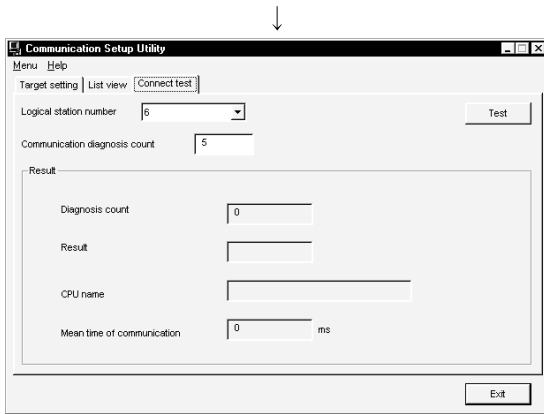 Communication Setup Utility
Menu Help
Target setting List view Connect test
Logical station number 6 Test
Communication diagnosis count 5
Result
Diagnosis count 0
Result
CPU name
Mean time of communication 0 ms
Exit